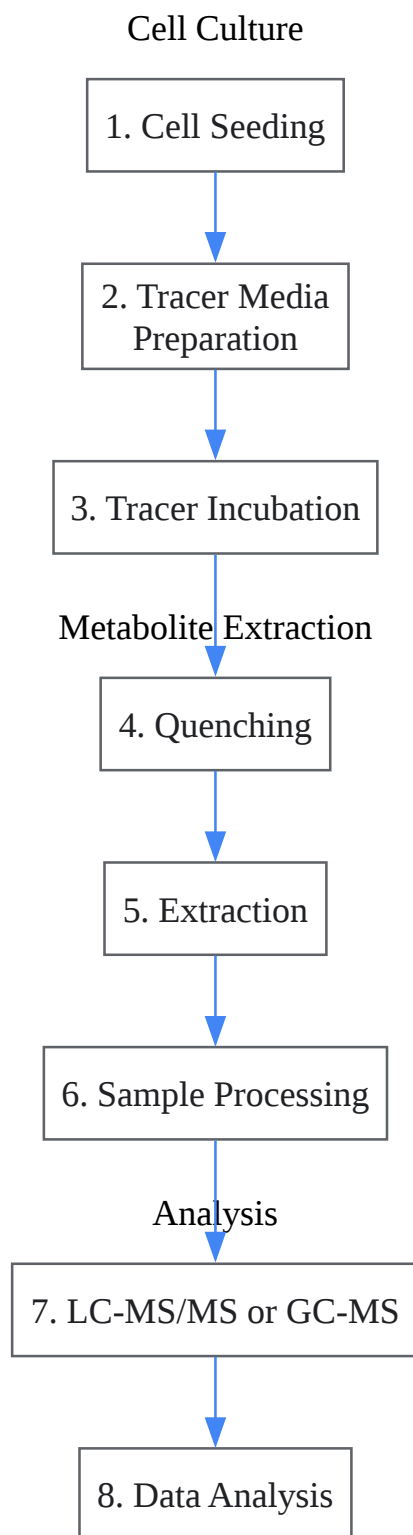 Cell Culture
1. Cell Seeding
2. Tracer Media
Preparation
3. Tracer Incubation
Metabolite Extraction
4. Quenching
5. Extraction
6. Sample Processing
Analysis
7. LC-MS/MS or GC-MS
8. Data Analysis